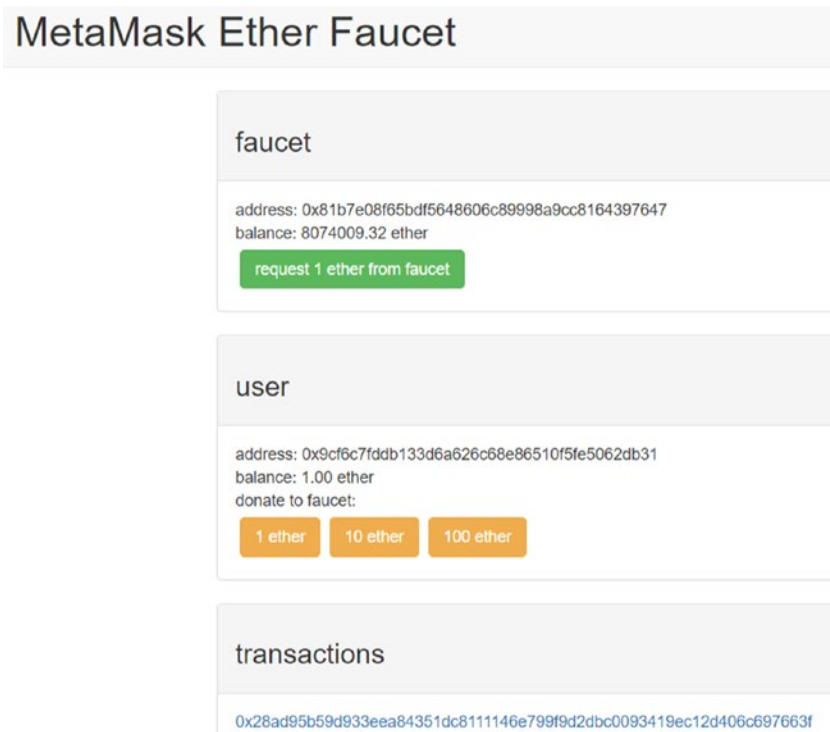 MetaMask Ether Faucet
faucet
address: 0x81b7e08f65bdf5648606c89998a9cc8164397647
balance: 8074009.32 ether
request 1 ether from faucet
user
address: 0x9cf6c7fddb133d6a626c68e86510f5fe5062db31
balance: 1.00 ether
donate to faucet:
1 ether 10 ether 100 ether
transactions
0x28ad95b59d933eea84351dc8111146e799f9d2dbc0093419ec12d406c697663f